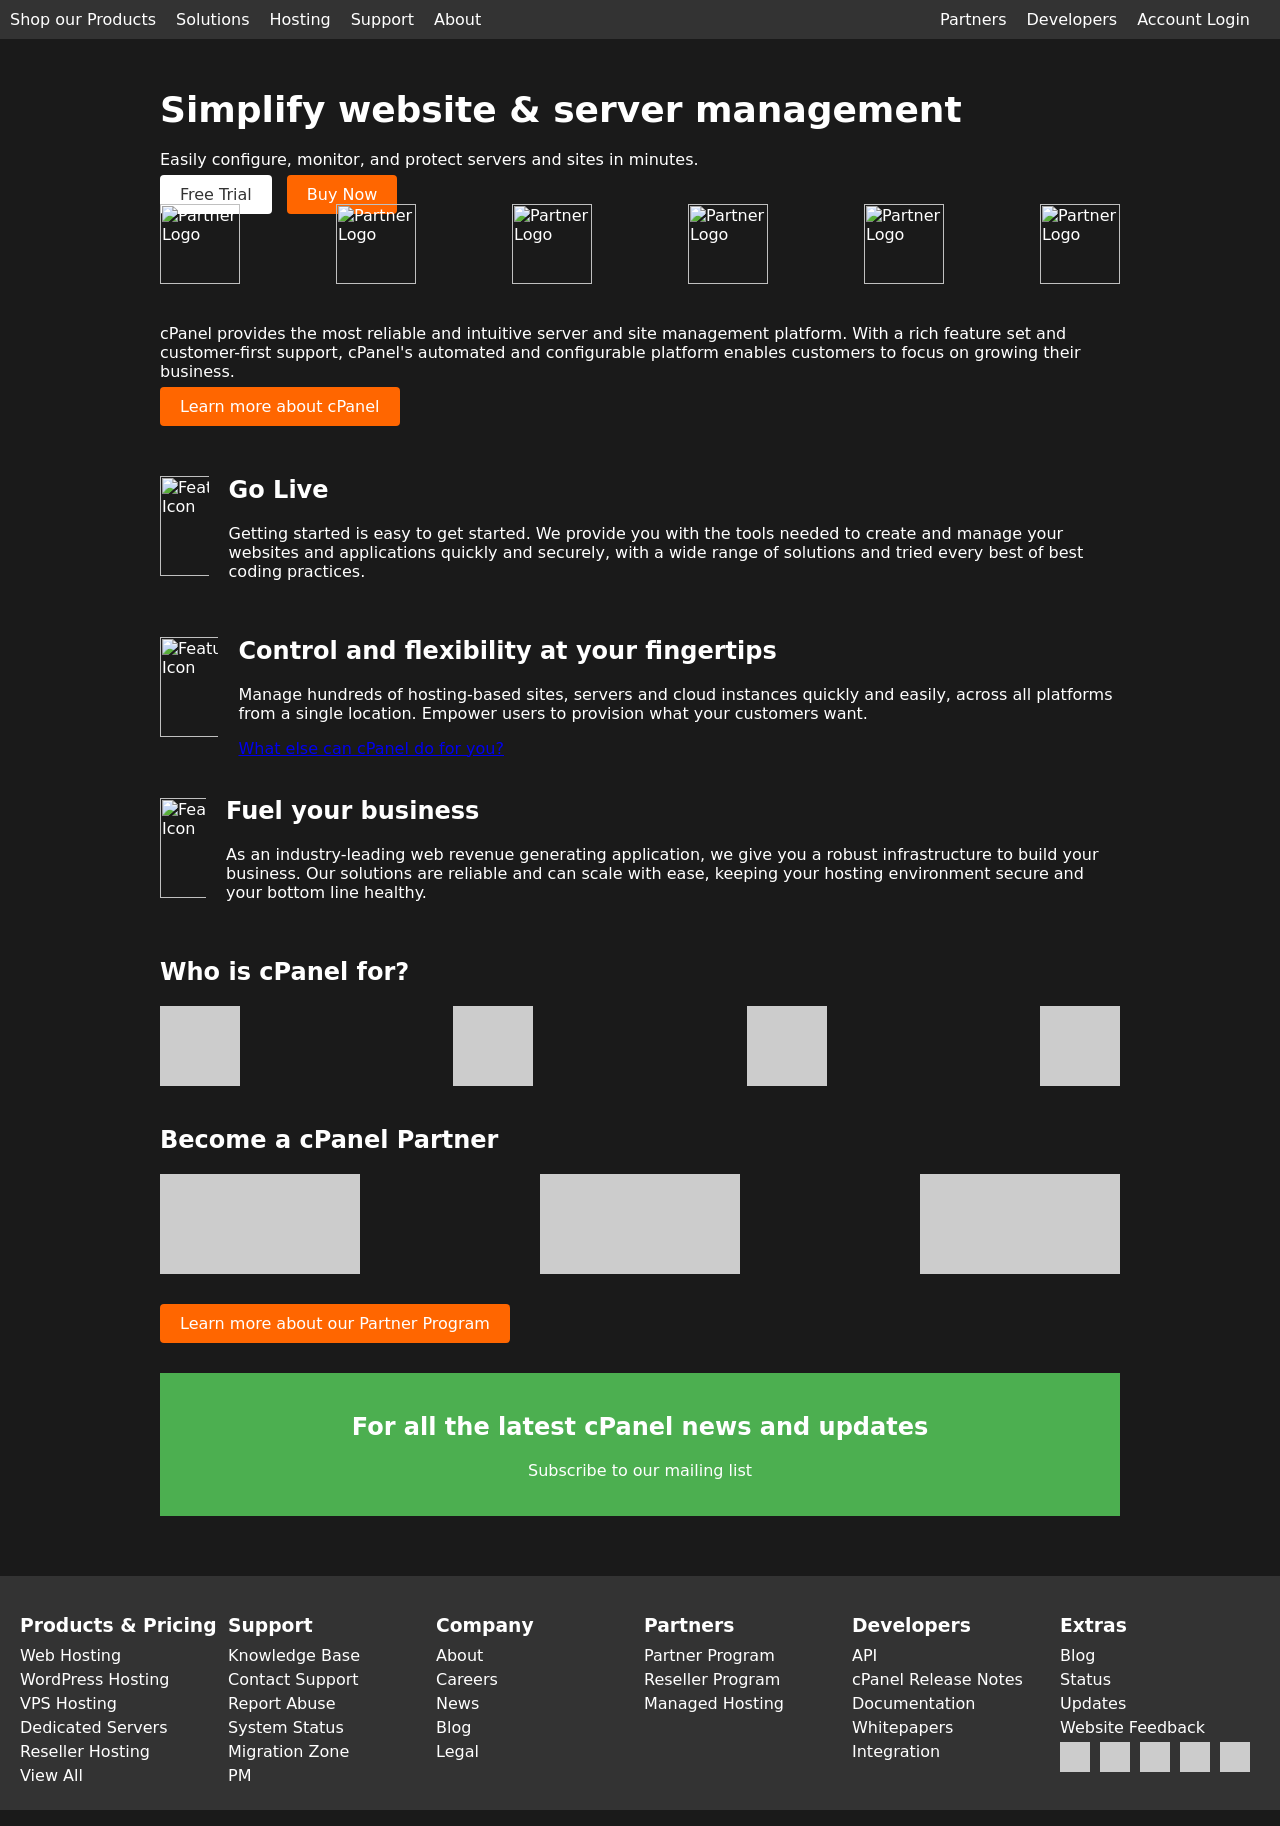 Shop our Products Solutions Hosting Support About Partners Developers Account Login
Simplify website & server management
Easily configure, monitor, and protect servers and sites in minutes.
Free Trial Buy Now
Partner Partner Partner Partner Partner Partner
Logo Logo Logo Logo Logo Logo
cPanel provides the most reliable and intuitive server and site management platform. With a rich feature set and
customer-first support, cPanel's automated and configurable platform enables customers to focus on growing their
business.
Learn more about cPanel
Feat
Icon
Go Live
Getting started is easy to get started. We provide you with the tools needed to create and manage your
websites and applications quickly and securely, with a wide range of solutions and tried every best of best
coding practices.
Featu
Icon
Control and flexibility at your fingertips
Manage hundreds of hosting-based sites, servers and cloud instances quickly and easily, across all platforms
from a single location. Empower users to provision what your customers want.
What else can cPanel do for you?
Fea
Icon
Fuel your business
As an industry-leading web revenue generating application, we give you a robust infrastructure to build your
business. Our solutions are reliable and can scale with ease, keeping your hosting environment secure and
your bottom line healthy.
Who is cPanel for?
Become a cPanel Partner
Learn more about our Partner Program
For all the latest cPanel news and updates
Subscribe to our mailing list
Products & Pricing
Web Hosting
WordPress Hosting
VPS Hosting
Dedicated Servers
Reseller Hosting
View All
Support
Knowledge Base
Contact Support
Report Abuse
System Status
Migration Zone
PM
Company
About
Careers
News
Blog
Legal
Partners
Partner Program
Reseller Program
Managed Hosting
Developers
API
cPanel Release Notes
Documentation
Whitepapers
Integration
Extras
Blog
Status
Updates
Website Feedback